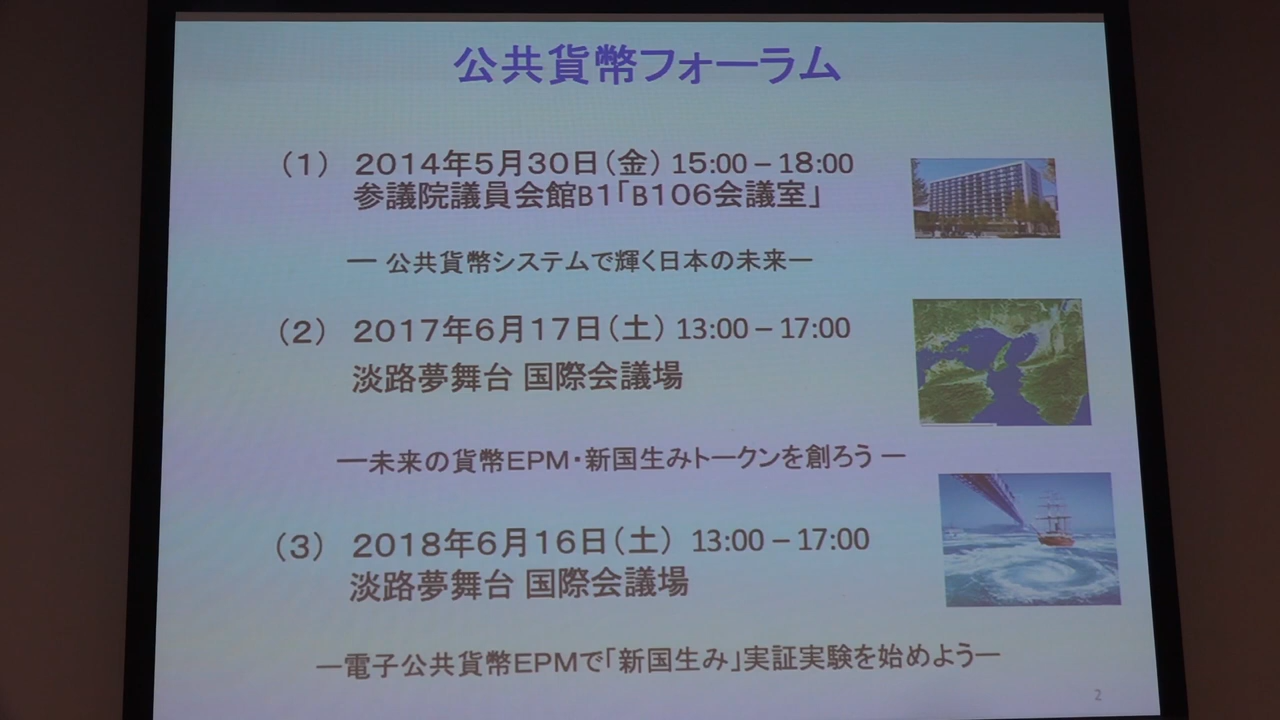 公共貨幣フォーラム
（１） ２０１４年５月３０日（金） 15:00 – 18:00
参議院議員会館B1「B１０６会議室」
― 公共貨幣システムで輝く日本の未来―
（２） ２０１７年６月１７日（土） 13:00 – 17:00
淡路夢舞台 国際会議場
―未来の貨幣ＥＰＭ・新国生みトークンを創ろう ―
（３） ２０１８年６月１６日（土） 13:00 – 17:00
淡路夢舞台 国際会議場
―電子公共貨幣ＥＰＭで「新国生み」実証実験を始めよう―
2